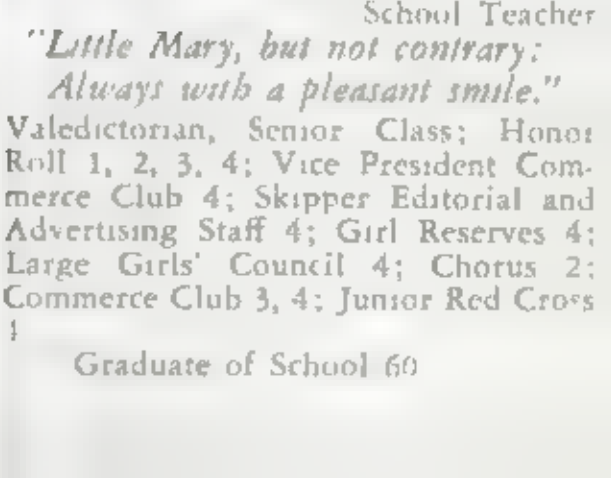 School Teacher
"Little Mary, but not contrary;
Always with a pleasant smile."
Valedictorian, Senior Class; Honor
Roll 1, 2, 3, 4; Vice President Com-
merce Club 4; Skipper Editorial and
Advertising Staff 4; Girl Reserves 4;
Large Girls' Council 4; Chorus 2;
Commerce Club 3, 4; Junior Red Cross
Graduate of School 60